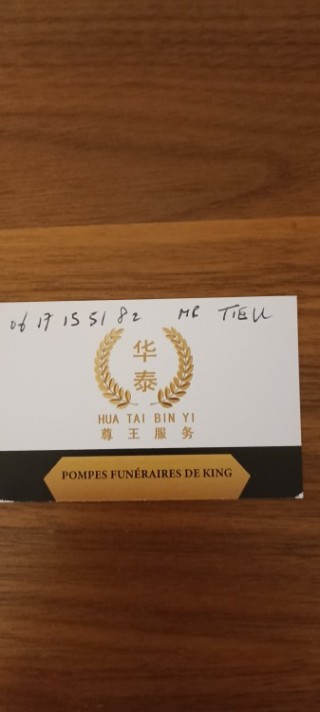 06 17 15 51 82 MR TIEU
华
泰
HUA TAI BIN YI
尊王服务
POMPES FUNÉRAIRES DE KING